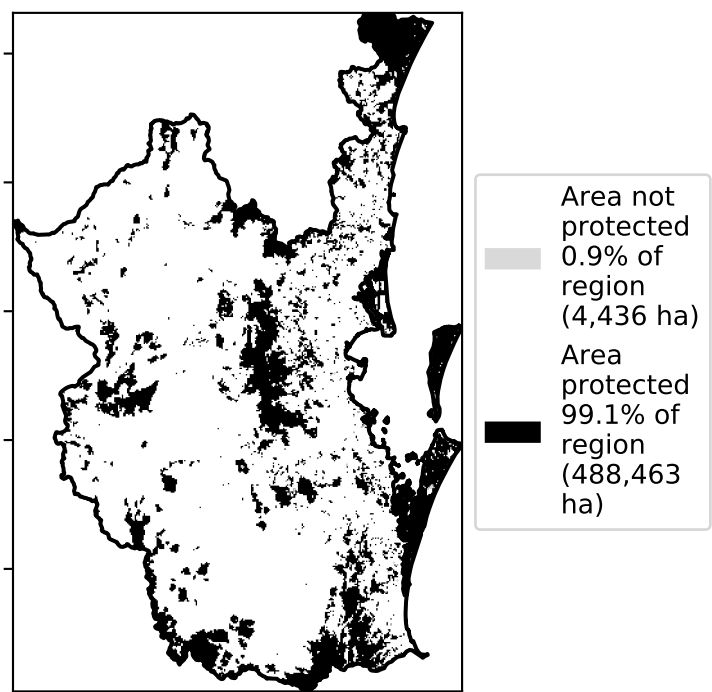 Area not
protected
0.9% of
region
(4,436 ha)
Area
protected
99.1% of
region
(488,463
ha)